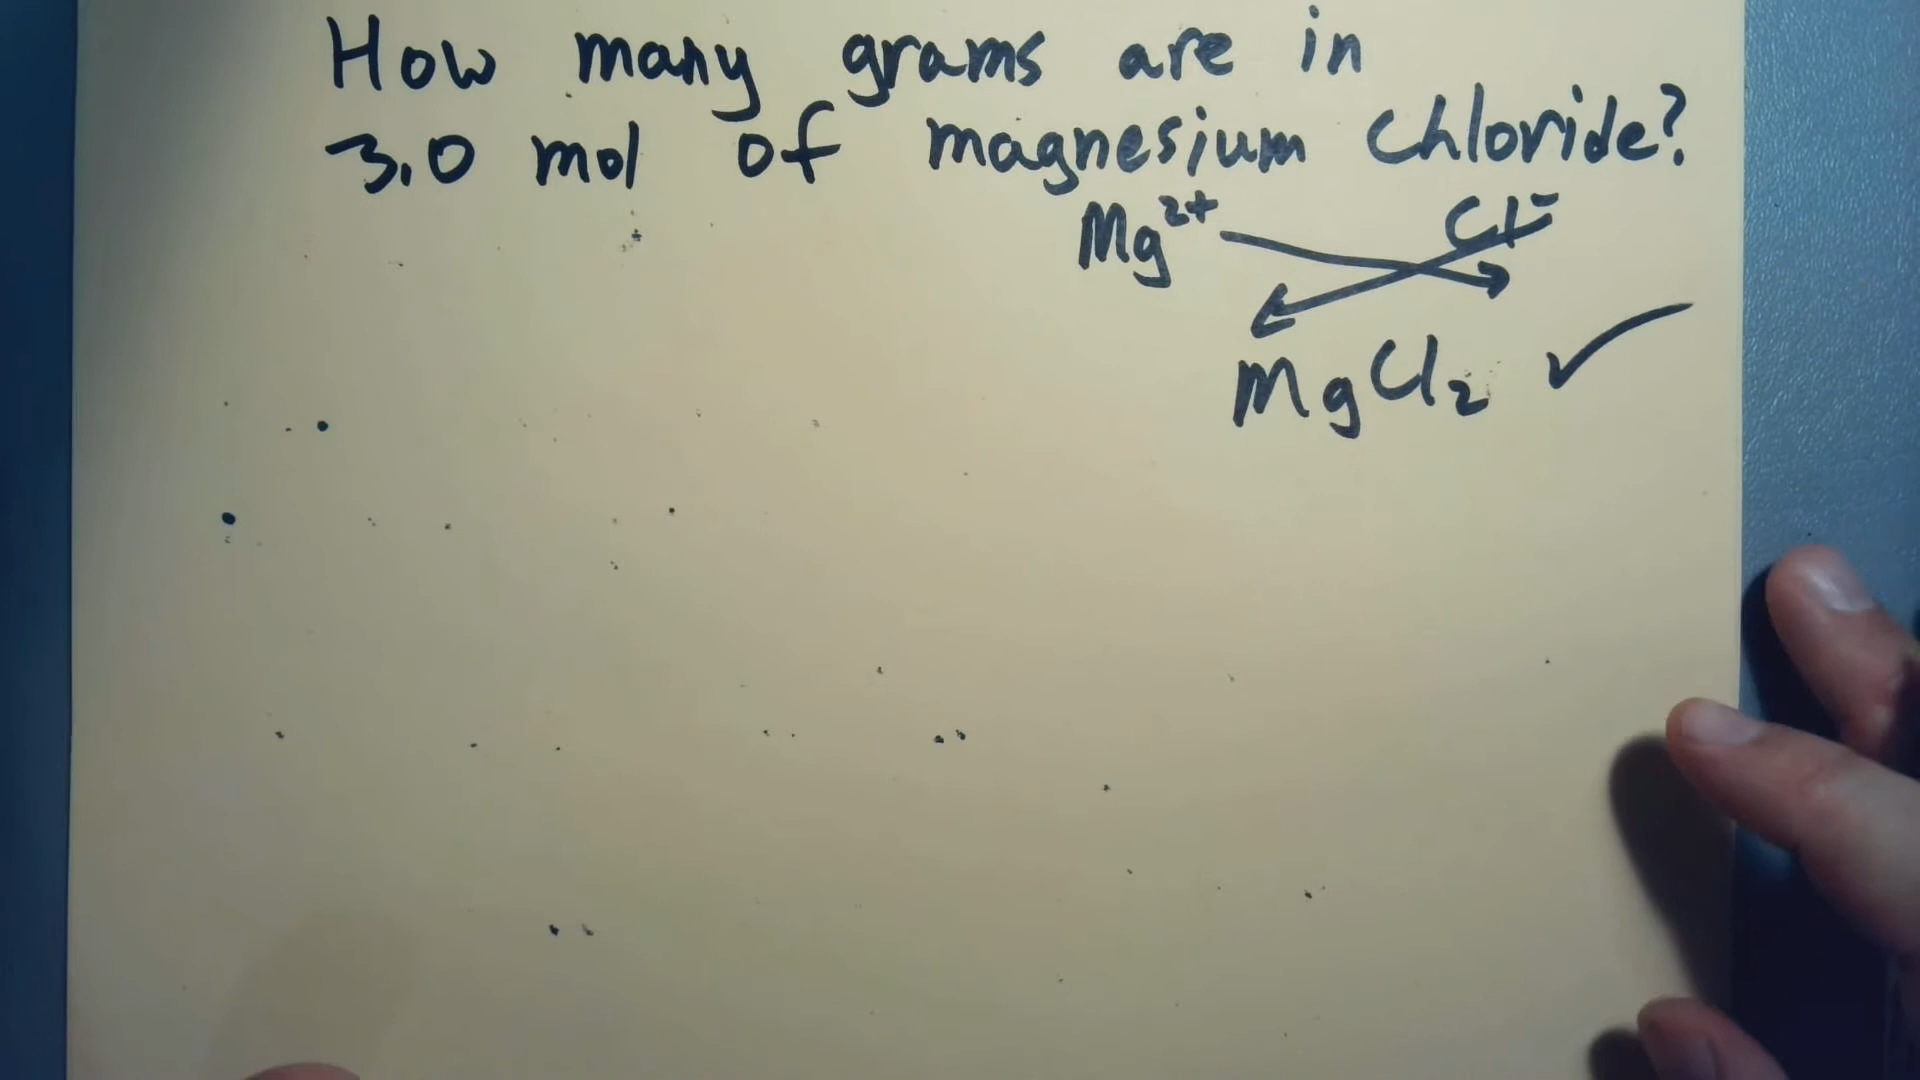 How many grams are in
3.0 mol of magnesium chloride?
Mg²⁺ Cl⁻
MgCl₂ ✓